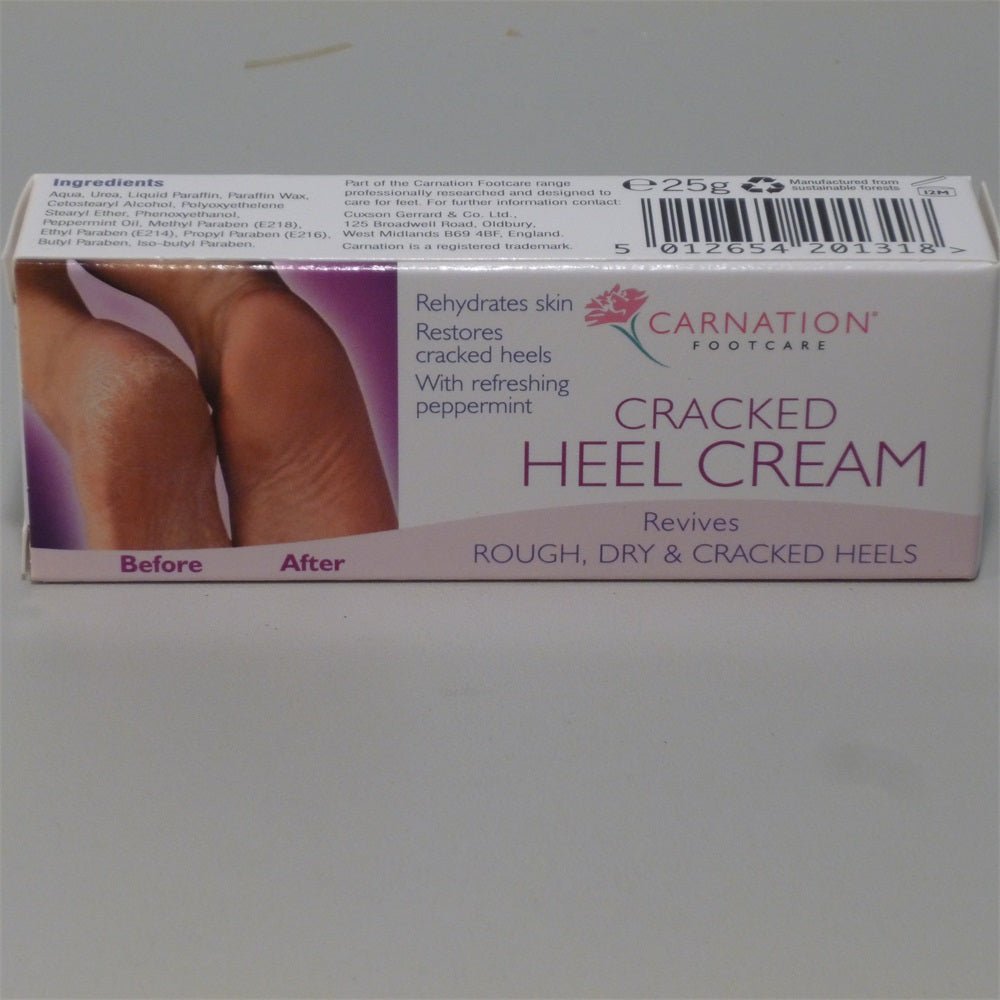 Ingredients
Aqua, Urea, Liquid Paraffin, Paraffin Wax,
Cetostearyl Alcohol, Polyoxyethelene
Stearyl Ether, Phenoxyethanol,
Peppermint Oil, Methyl Paraben (E218),
Ethyl Paraben (E214), Propyl Paraben (E216),
Butyl Paraben, Iso-butyl Paraben.
Part of the Carnation Footcare range
professionally researched and designed to
care for feet. For further information contact:
Cuxson Gerrard & Co. Ltd.,
125 Broadwell Road, Oldbury,
West Midlands B69 4BF, England.
Carnation is a registered trademark.
℮25g
Manufactured from
sustainable forests
12M
5 012654 201318 >
Rehydrates skin
Restores
cracked heels
With refreshing
peppermint
CARNATION®
FOOTCARE
CRACKED
HEEL CREAM
Revives
ROUGH, DRY & CRACKED HEELS
Before After